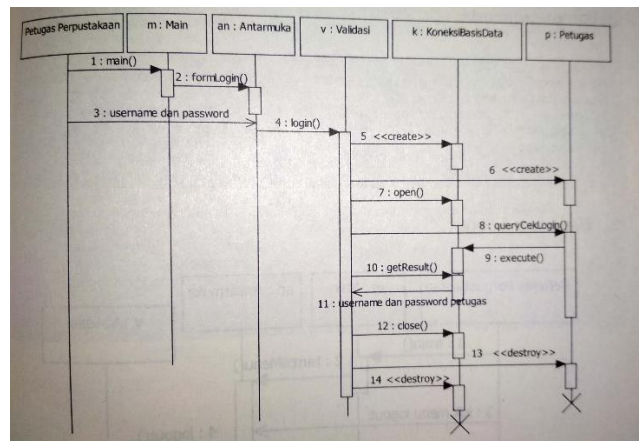 Petugas Perpustakaan
m : Main
an : Antarmuka
v : Validasi
k : KoneksiBasisData
p : Petugas
1 : main()
2 : formLogin()
3 : username dan password
4 : login()
5 <<create>>
6 <<create>>
7 : open()
8 : queryCekLogin()
9 : execute()
10 : getResult()
11 : username dan password petugas
12 : close()
13 <<destroy>>
14 <<destroy>>